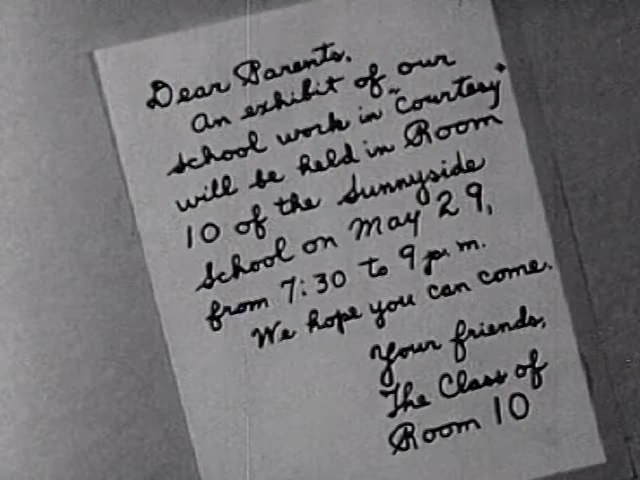 Dear Parents,
An exhibit of our
school work in "Courtesy"
will be held in Room
10 of the Sunnyside
School on May 29,
from 7:30 to 9 p. m.
We hope you can come.
Your friends,
The Class of
Room 10